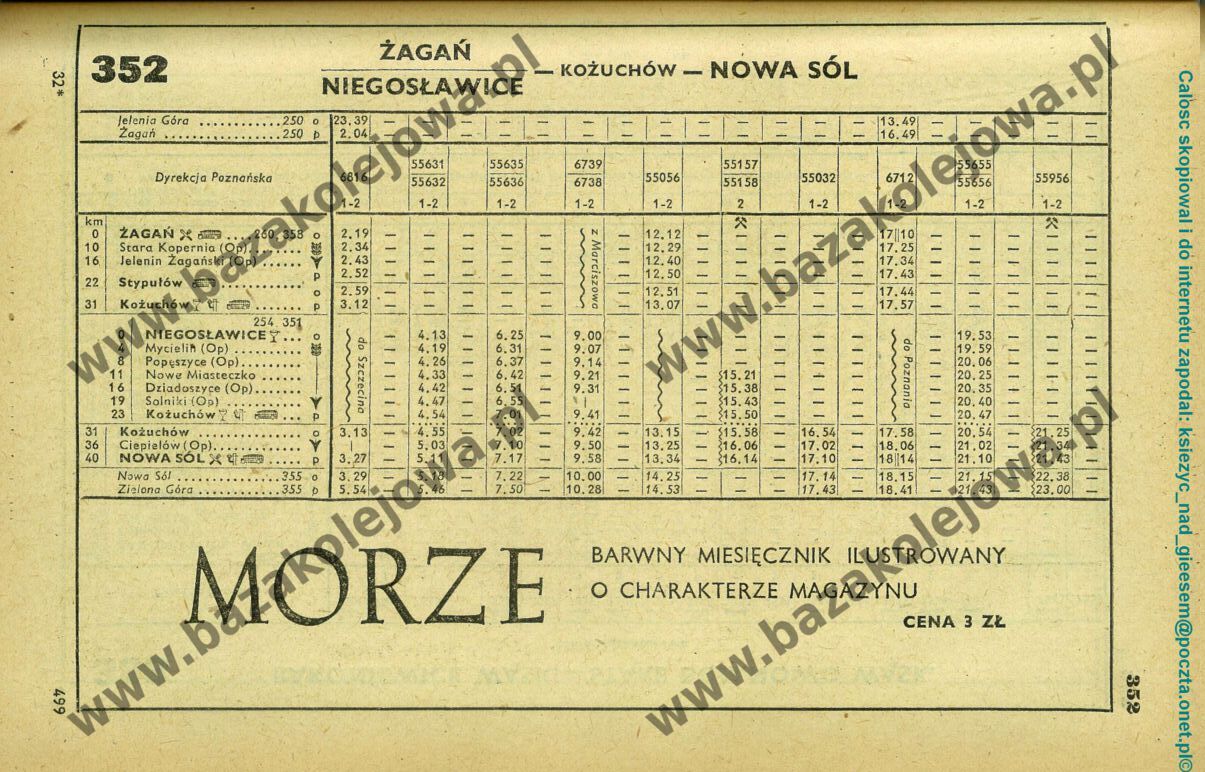 352
ŻAGAŃ
NIEGOSŁAWICE — KOŻUCHÓW — NOWA SÓL
Jelenia Góra ............250 o 23.39 — — — — — — — — — — — — — 13.49 — — — — —
Żagań ..................250 p 2.04 — — — — — — — — — — — — — 16.49 — — — — —
Dyrekcja Poznańska 6816 55631 55632 55635 55636 6739 6738 55056 55157 55158 55032 6712 55655 55656 55956
1-2 1-2 1-2 1-2 1-2 2 1-2 1-2 1-2 1-2
km
0 ŻAGAŃ ....260, 358 o 2.19 z Marciszowa 12.12 17||10
10 Stara Kopernia (Op)....... 2.34 12.29 17.25
16 Jelenin Żagański (Op) ...... 2.43 12.40 17.34
22 Stypułów ............ p 2.52 12.50 17.43
o 2.59 12.51 17.44
31 Kożuchów ....... p 3.12 13.07 17.57
254, 351
0 NIEGOSŁAWICE ... o do Szczecina 4.13 6.25 9.00 do Poznania 19.53
4 Mycielin (Op) .......... 4.19 6.31 9.07 19.59
8 Popęszyce (Op).......... 4.26 6.37 9.14 20.06
11 Nowe Miasteczko ........ 4.33 6.42 9.21 15.21 20.25
16 Dziadoszyce (Op)........ 4.42 6.51 9.31 15.38 20.35
19 Solniki (Op) ............ 4.47 6.55 | 15.43 20.40
23 Kożuchów ... p 4.54 7.01 9.41 15.50 20.47
31 Kożuchów ............... o 3.13 4.55 7.02 9.42 13.15 15.58 16.54 17.58 20.54 21.25
36 Ciepielów (Op)........... 5.03 7.10 9.50 13.25 16.06 17.02 18.06 21.02
40 NOWA SÓL .... p 3.27 5.11 7.17 9.58 13.34 16.14 17.10 18||14 21.10 21.43
Nowa Sól ................355 o 3.29 5.18 7.22 10.00 14.25 — 17.14 18.15 21.15 22.38
Zielona Góra .............355 p 5.54 5.46 7.50 10.28 14.53 — 17.43 18.41 21.43 23.00
MORZE
BARWNY MIESIĘCZNIK ILUSTROWANY
O CHARAKTERZE MAGAZYNU
CENA 3 ZŁ
32*
499
352
www.bazakolejowa.pl
www.bazakolejowa.pl
www.bazakolejowa.pl
www.bazakolejowa.pl
Calosc skopiowal i do internetu zapodal: ksiezyc_nad_gieesem@poczta.onet.pl©